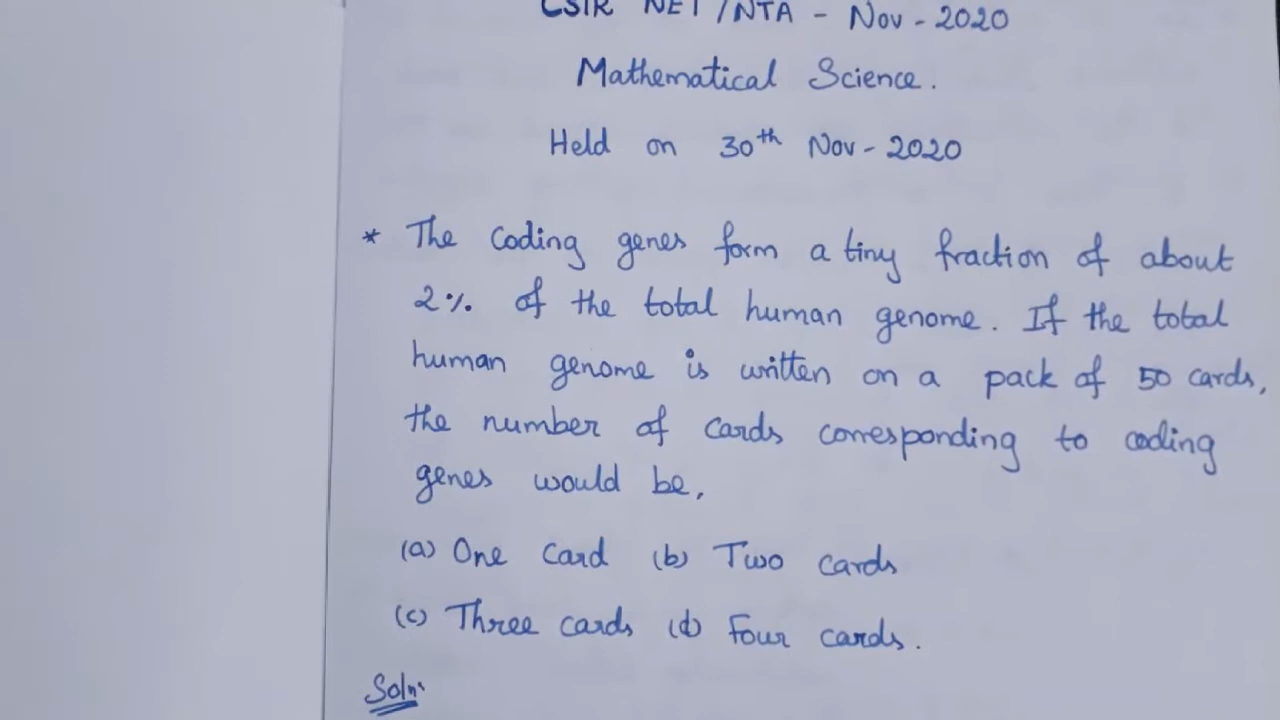 CSIR NET/NTA - Nov - 2020
Mathematical Science.
Held on 30th Nov - 2020
* The Coding genes form a tiny fraction of about
2%. of the total human genome. If the total
human genome is written on a pack of 50 cards,
the number of cards corresponding to coding
genes would be,
(a) One card (b) Two cards
(c) Three cards (d) Four cards.
Soln: